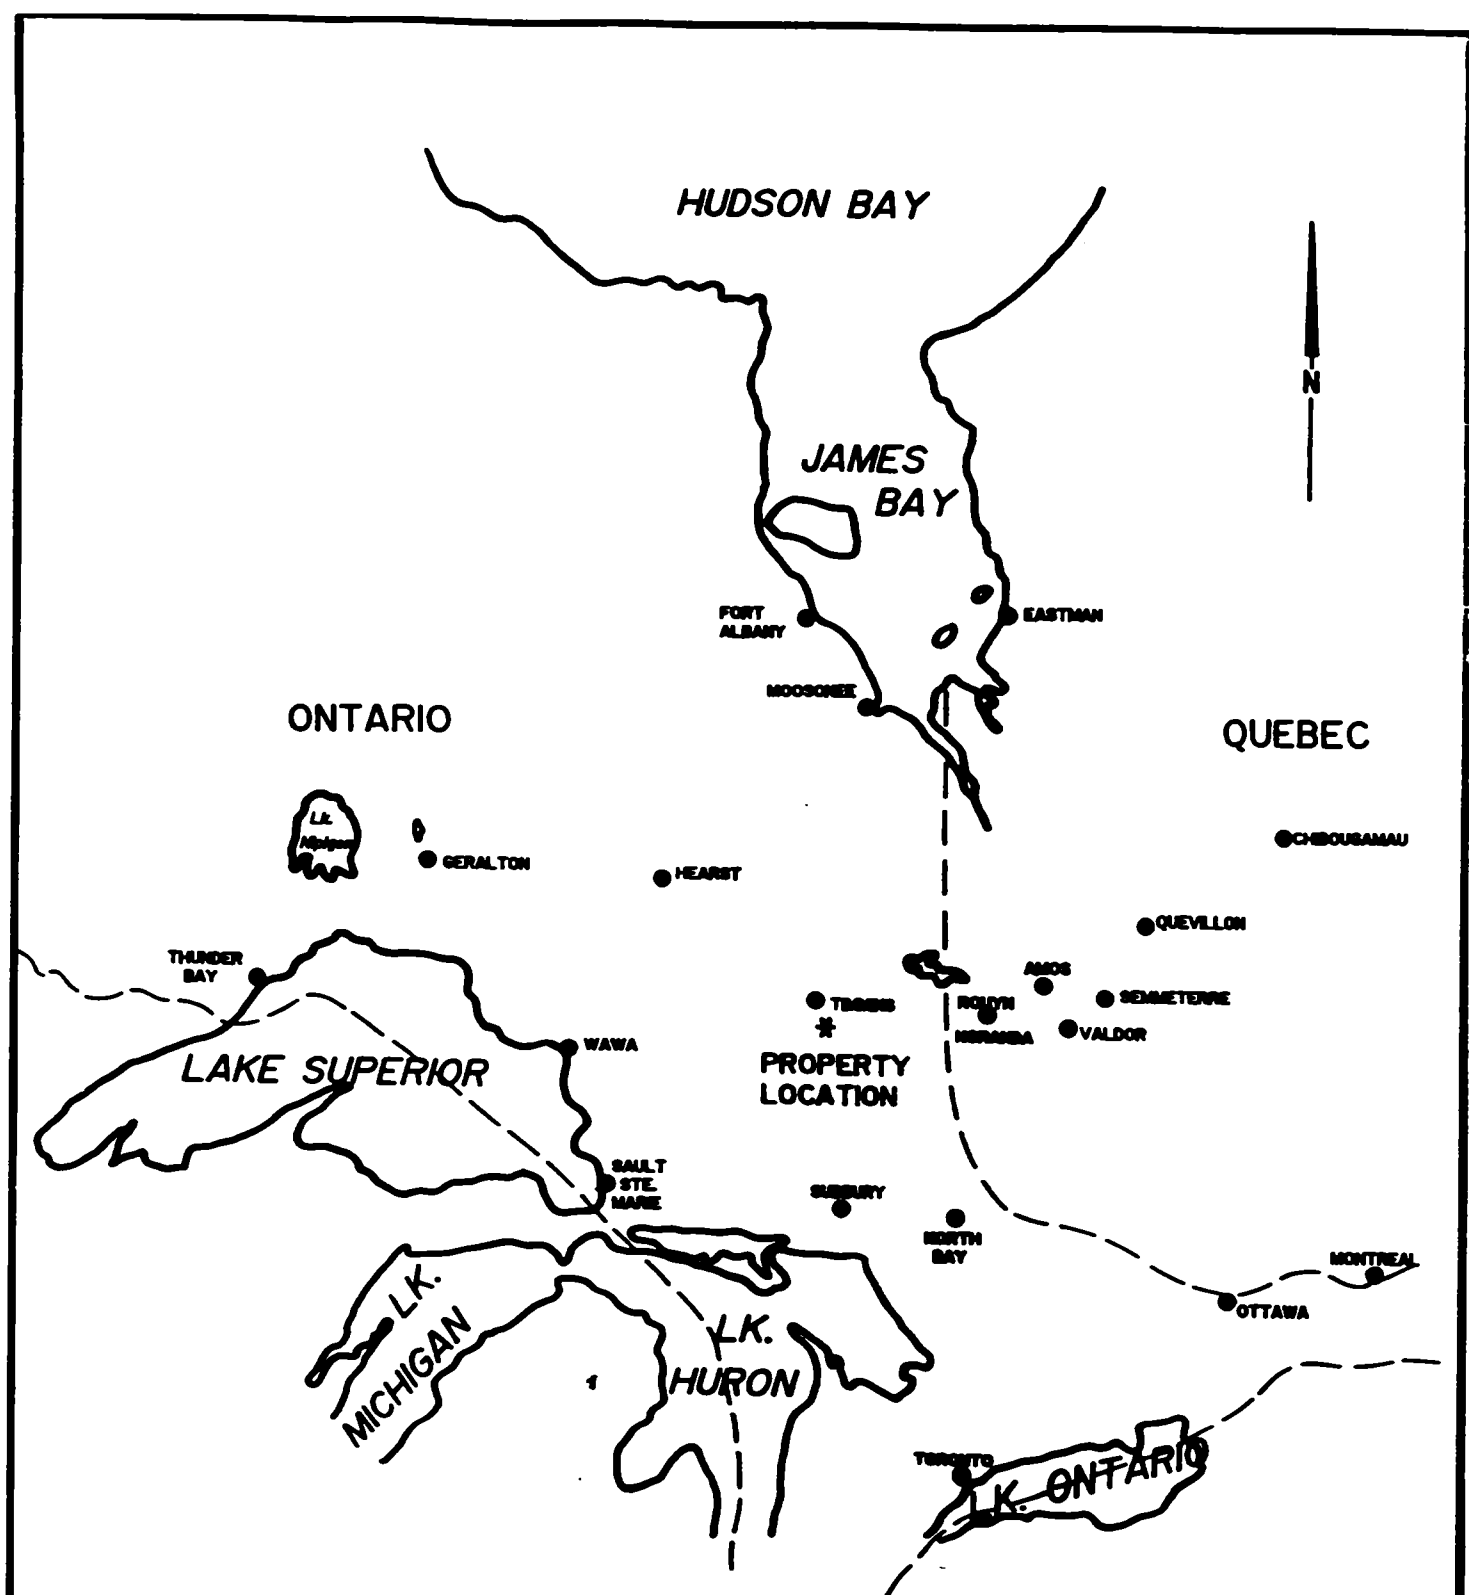 HUDSON BAY
N
JAMES
BAY
FORT
ALBANY
EASTMAN
MOOSONEE
ONTARIO
QUEBEC
Lk.
Nipigon
GERALTON
HEARST
CHIBOUGAMAU
QUEVILLON
THUNDER
BAY
AMOS
SEMMETERRE
TIMMINS
ROUYN
NORANDA
VALDOR
WAWA
PROPERTY
LOCATION
LAKE SUPERIOR
SAULT
STE.
MARIE
SUDBURY
NORTH
BAY
MONTREAL
OTTAWA
LK.
MICHIGAN
LK.
HURON
TORONTO
LK. ONTARIO